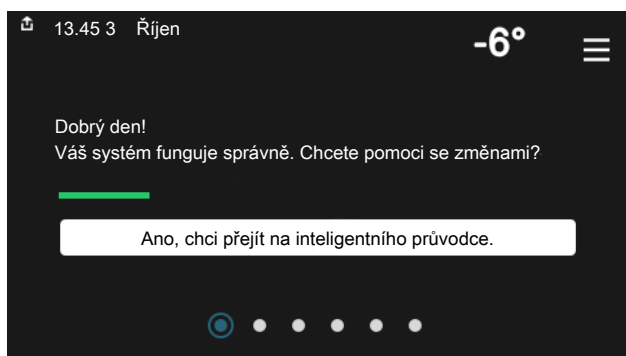 13.45 3 Říjen
-6°
Dobrý den!
Váš systém funguje správně. Chcete pomoci se změnami?
Ano, chci přejít na inteligentního průvodce.